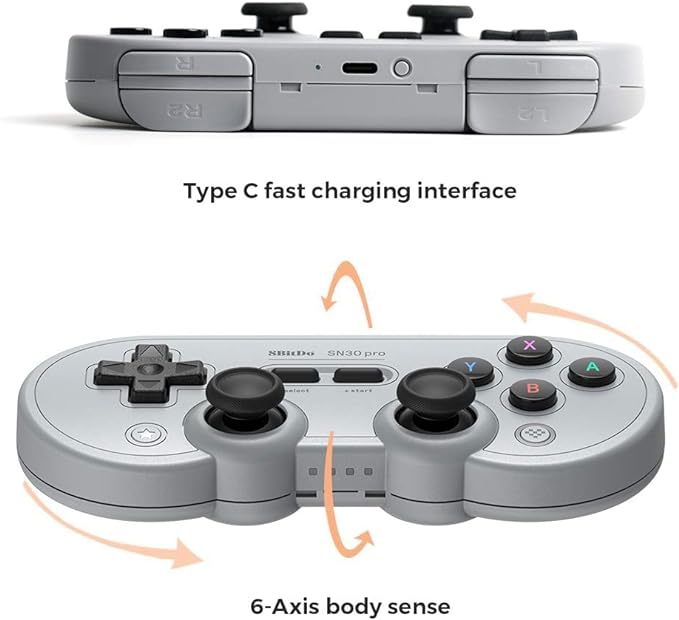 R L
R2 L2
Type C fast charging interface
8BitDo SN30 pro
select start
X
Y A
B
6-Axis body sense